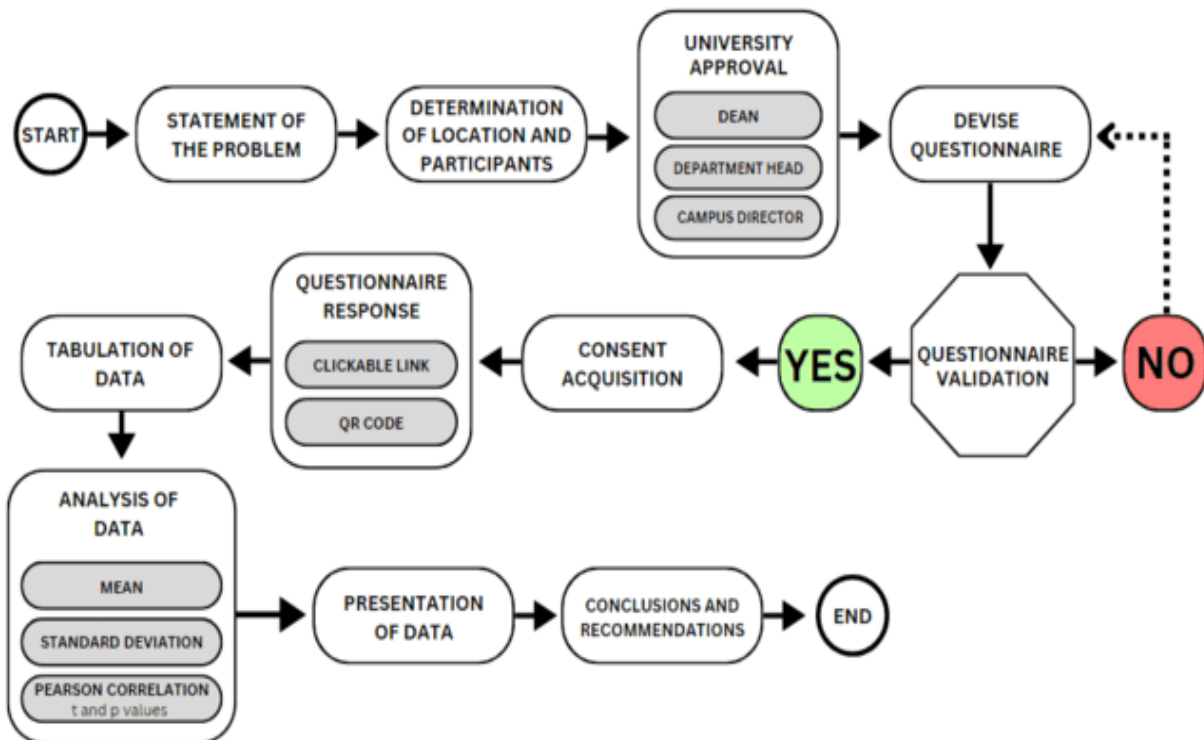 START
STATEMENT OF
THE PROBLEM
DETERMINATION
OF LOCATION AND
PARTICIPANTS
UNIVERSITY
APPROVAL
DEAN
DEPARTMENT HEAD
CAMPUS DIRECTOR
DEVISE
QUESTIONNAIRE
QUESTIONNAIRE
VALIDATION
NO
YES
CONSENT
ACQUISITION
QUESTIONNAIRE
RESPONSE
CLICKABLE LINK
QR CODE
TABULATION OF
DATA
ANALYSIS OF
DATA
MEAN
STANDARD DEVIATION
PEARSON CORRELATION
t and p values
PRESENTATION
OF DATA
CONCLUSIONS AND
RECOMMENDATIONS
END